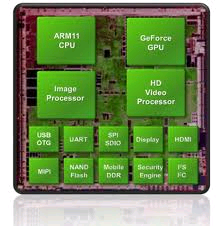 ARM11
CPU
GeForce
GPU
Image
Processor
HD
Video
Processor
USB
OTG
UART
SPI
SDIO
Display
HDMI
MIPI
NAND
Flash
Mobile
DDR
Security
Engine
I²S
I²C